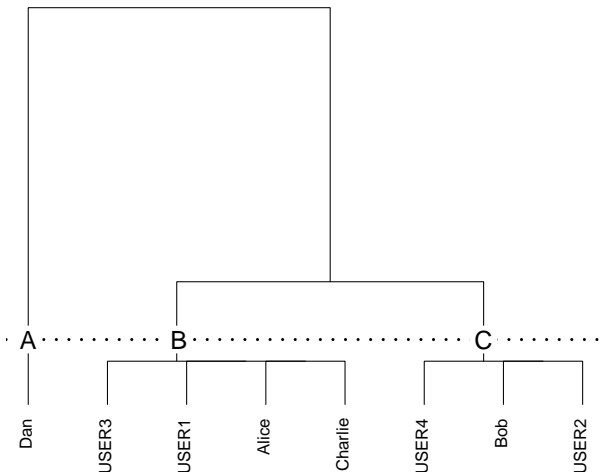 A
B
C
Dan
USER3
USER1
Alice
Charlie
USER4
Bob
USER2